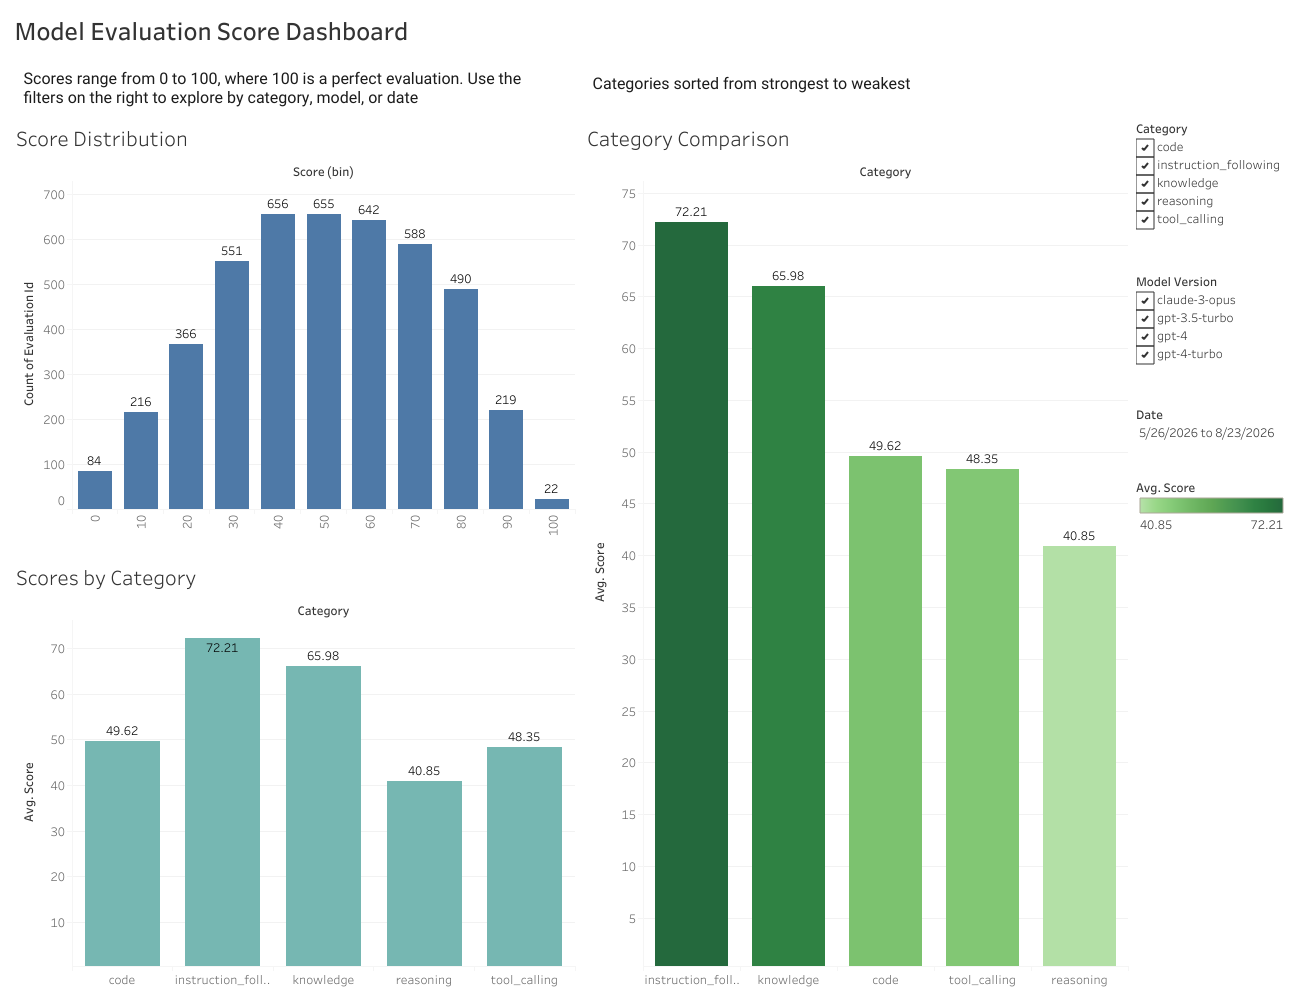 Model Evaluation Score Dashboard
Scores range from 0 to 100, where 100 is a perfect evaluation. Use the
filters on the right to explore by category, model, or date
Categories sorted from strongest to weakest
Score Distribution
Score (bin)
Count of Evaluation Id
700
600
500
400
300
200
100
0
84
216
366
551
656
655
642
588
490
219
22
0
10
20
30
40
50
60
70
80
90
100
Scores by Category
Category
Avg. Score
70
60
50
40
30
20
10
49.62
72.21
65.98
40.85
48.35
code
instruction_foll..
knowledge
reasoning
tool_calling
Category Comparison
Category
Avg. Score
75
70
65
60
55
50
45
40
35
30
25
20
15
10
5
72.21
65.98
49.62
48.35
40.85
instruction_foll..
knowledge
code
tool_calling
reasoning
Category
code
instruction_following
knowledge
reasoning
tool_calling
Model Version
claude-3-opus
gpt-3.5-turbo
gpt-4
gpt-4-turbo
Date
5/26/2026 to 8/23/2026
Avg. Score
40.85 72.21